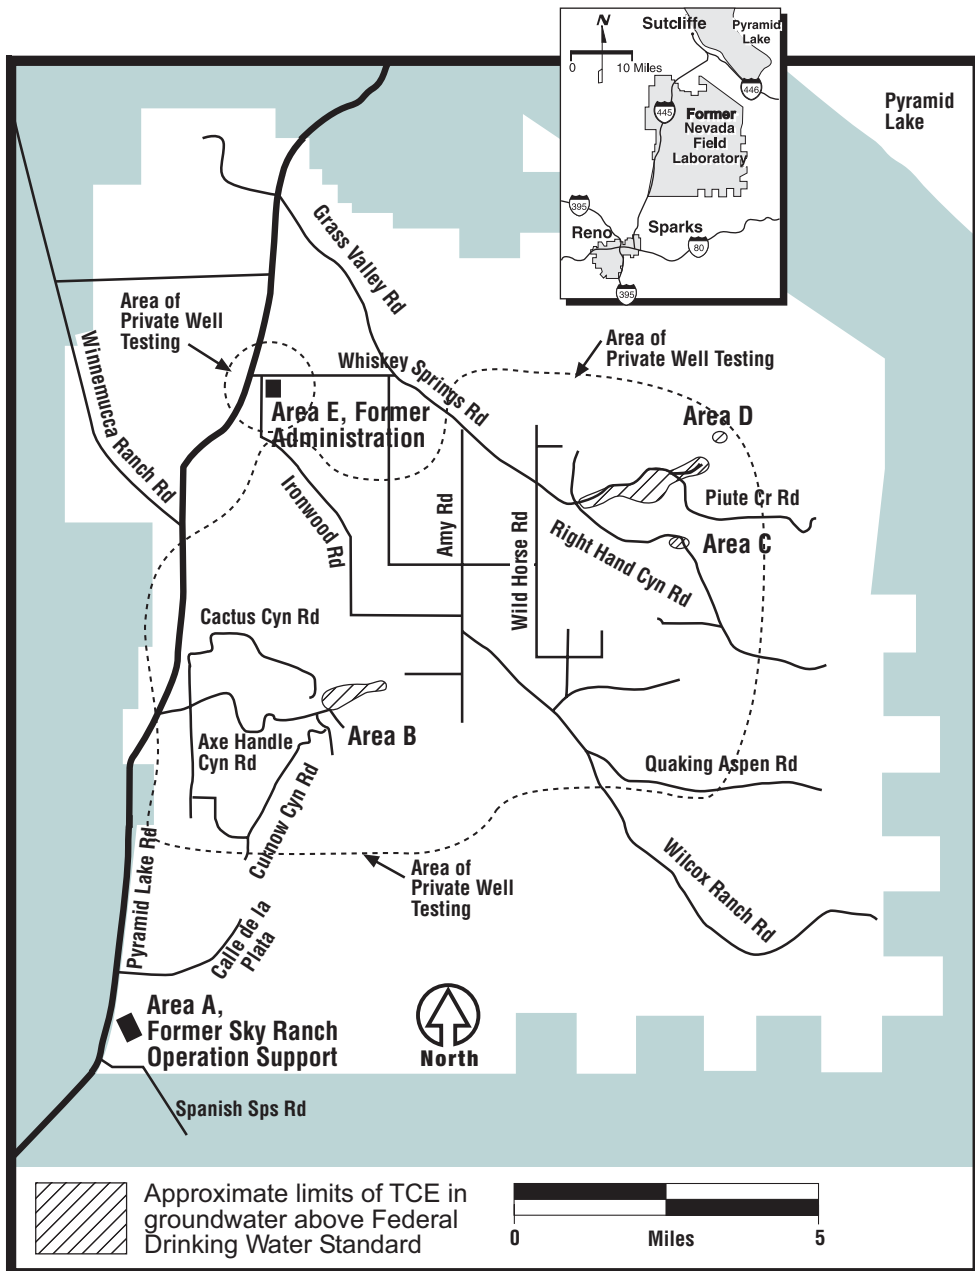 N
Sutcliffe
Pyramid
Lake
0
10 Miles
446
445
Former
Nevada
Field
Laboratory
395
Reno
Sparks
80
395
Pyramid
Lake
Grass Valley Rd
Area of
Private Well
Testing
Winnemucca Ranch Rd
Whiskey Springs Rd
Area of
Private Well Testing
Area E, Former
Administration
Area D
Ironwood Rd
Amy Rd
Wild Horse Rd
Piute Cr Rd
Right Hand Cyn Rd
Area C
Cactus Cyn Rd
Axe Handle
Cyn Rd
Area B
Curnow Cyn Rd
Quaking Aspen Rd
Pyramid Lake Rd
Area of
Private Well
Testing
Wilcox Ranch Rd
Calle de la
Plata
Area A,
Former Sky Ranch
Operation Support
North
Spanish Sps Rd
Approximate limits of TCE in
groundwater above Federal
Drinking Water Standard
0
Miles
5